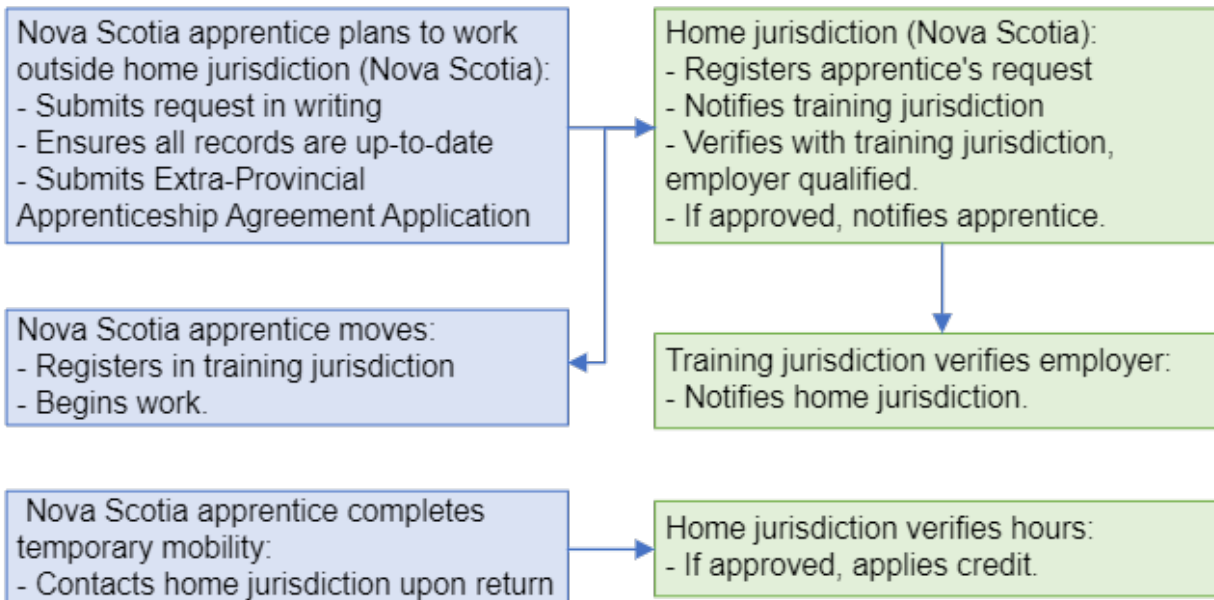 Nova Scotia apprentice plans to work
outside home jurisdiction (Nova Scotia):
- Submits request in writing
- Ensures all records are up-to-date
- Submits Extra-Provincial
Apprenticeship Agreement Application
Home jurisdiction (Nova Scotia):
- Registers apprentice's request
- Notifies training jurisdiction
- Verifies with training jurisdiction,
employer qualified.
- If approved, notifies apprentice.
Nova Scotia apprentice moves:
- Registers in training jurisdiction
- Begins work.
Training jurisdiction verifies employer:
- Notifies home jurisdiction.
Nova Scotia apprentice completes
temporary mobility:
- Contacts home jurisdiction upon return
Home jurisdiction verifies hours:
- If approved, applies credit.